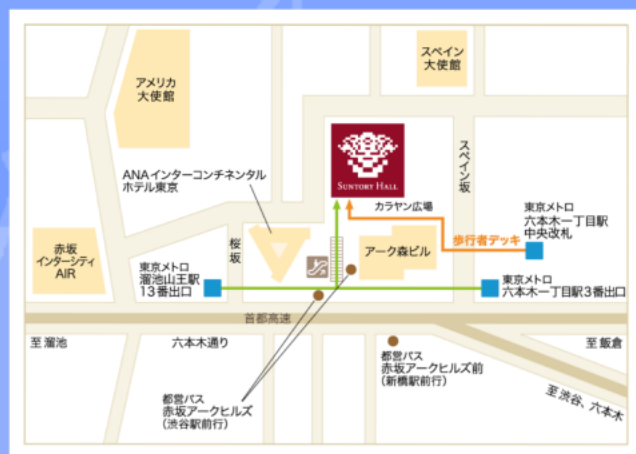 スペイン
大使館
アメリカ
大使館
SUNTORY HALL
ANAインターコンチネンタル
ホテル東京
スペイン坂
カラヤン広場
東京メトロ
六本木一丁目駅
中央改札
歩行者デッキ
桜坂
アーク森ビル
赤坂
インターシティ
AIR
東京メトロ
溜池山王駅
13番出口
東京メトロ
六本木一丁目駅3番出口
首都高速
至溜池
六本木通り
至飯倉
都営バス
赤坂アークヒルズ前
(新橋駅前行)
都営バス
赤坂アークヒルズ
(渋谷駅前行)
至渋谷、六本木